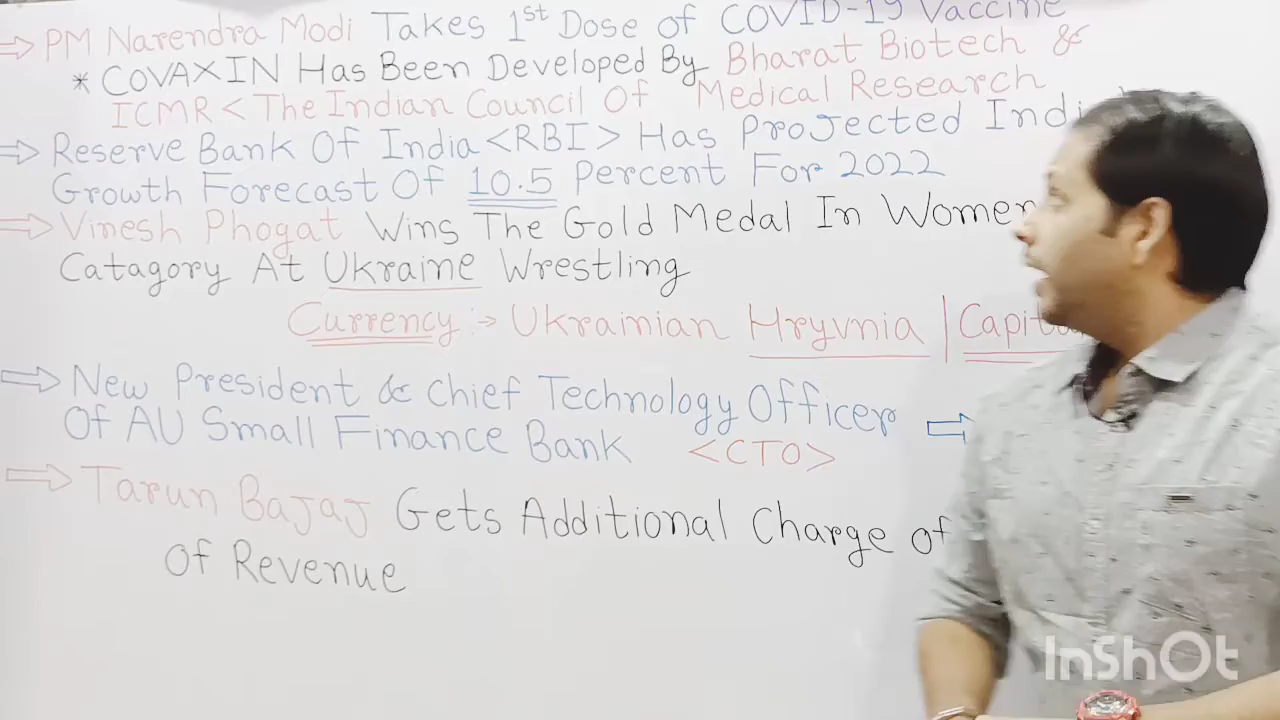 ⇒ PM Narendra Modi Takes 1st Dose of COVID-19 Vaccine
* COVAXIN Has Been Developed By Bharat Biotech &
ICMR < The Indian Council Of Medical Research
⇒ Reserve Bank Of India <RBI> Has Projected Indi
Growth Forecast Of 10.5 Percent For 2022
⇒ Vinesh Phogat Wins The Gold Medal In Women
Catagory At Ukraine Wrestling
Currency :-> Ukrainian Hryvnia | Capit
⇒ New President & Chief Technology Officer ⇒
Of AU Small Finance Bank <CTO>
⇒ Tarun Bajaj Gets Additional Charge of
Of Revenue
InShOt